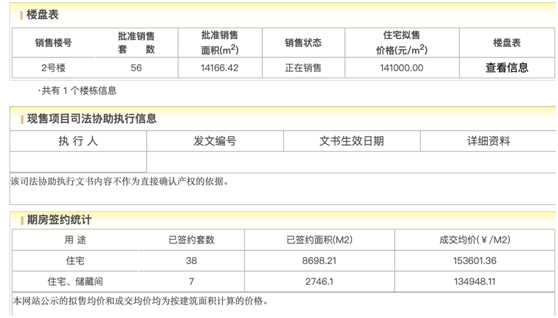 楼盘表
销售楼号 批准销售套 数 批准销售面积(m²) 销售状态 住宅拟售价格(元/m²) 楼盘表
2号楼 56 14166.42 正在销售 141000.00 查看信息
·共有 1 个楼栋信息
现售项目司法协助执行信息
执 行 人 发文编号 文书生效日期 详细资料
该司法协助执行文书内容不作为直接确认产权的依据。
期房签约统计
用 途 已签约套数 已签约面积(M2) 成交均价(￥/M2)
住宅 38 8698.21 153601.36
住宅、储藏间 7 2746.1 134948.11
本网站公示的拟售均价和成交均价均为按建筑面积计算的价格。